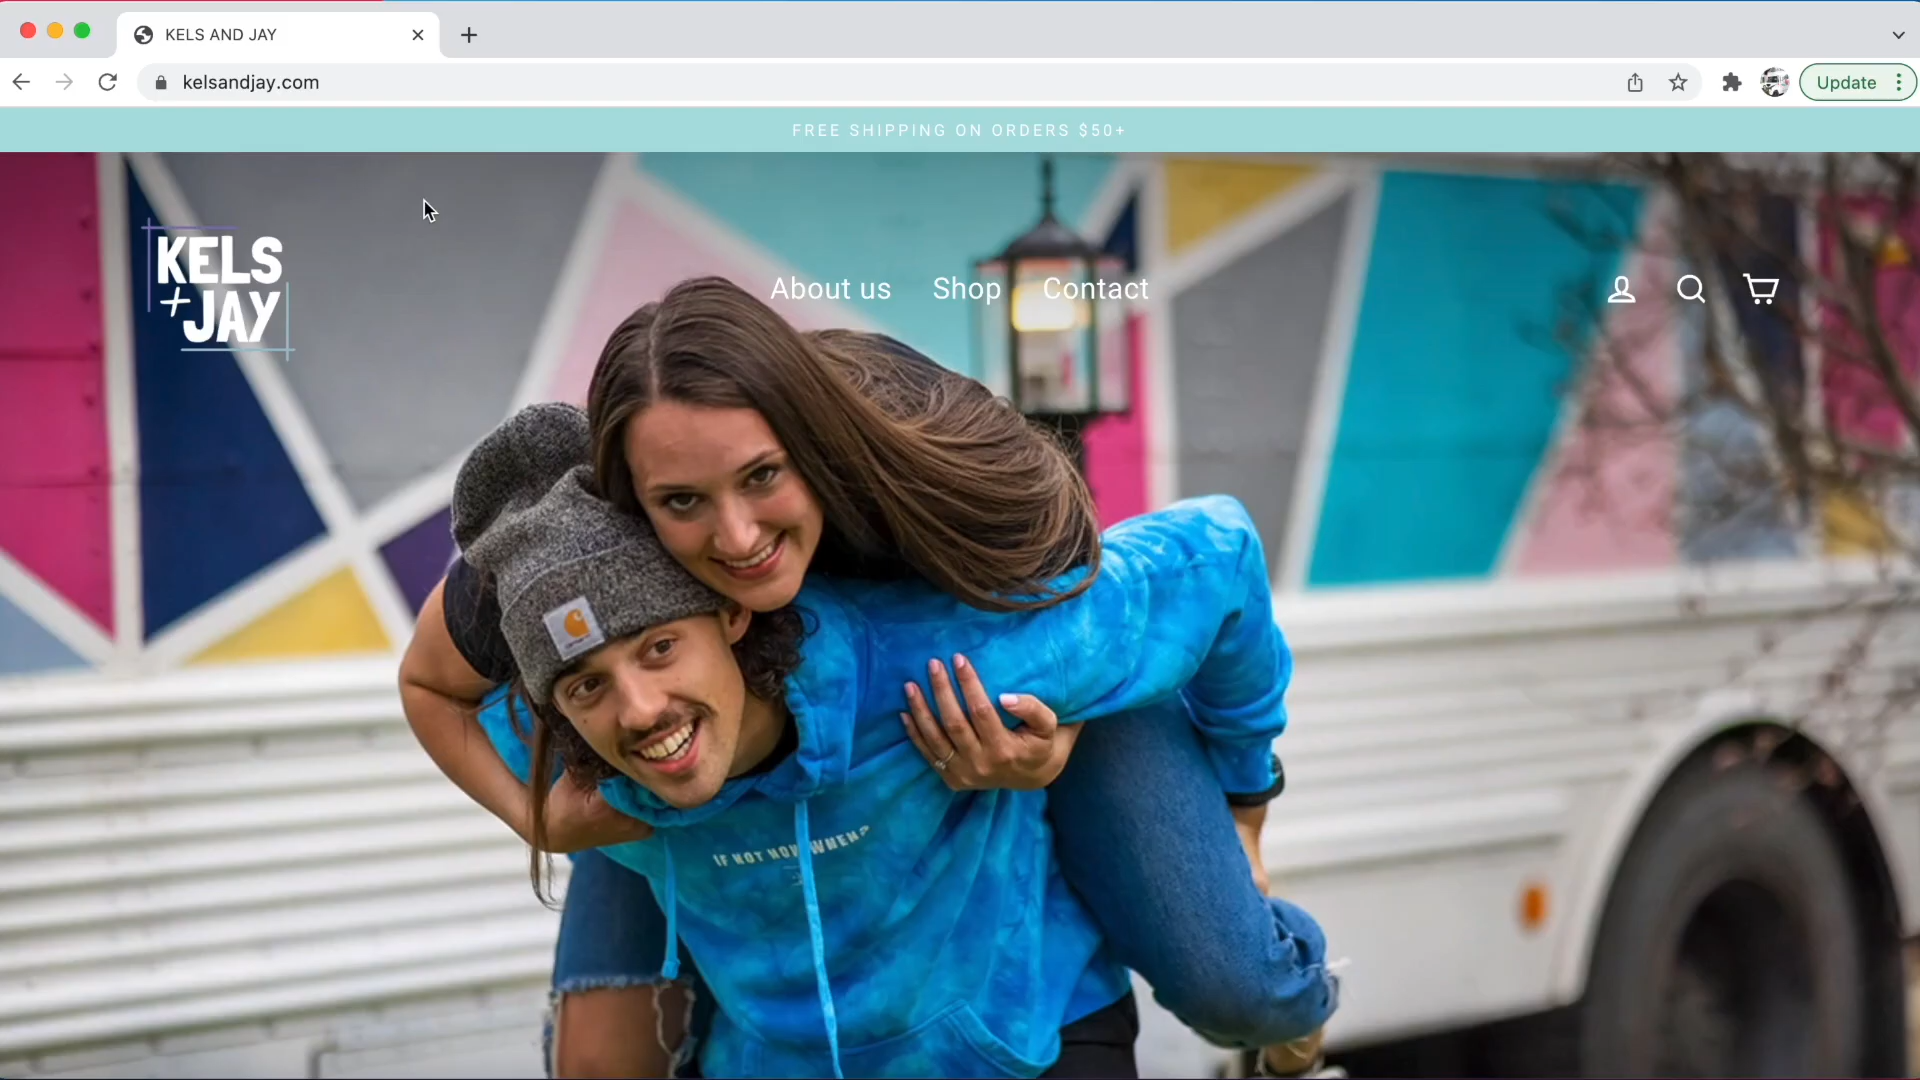 KELS AND JAY
kelsandjay.com
Update
FREE SHIPPING ON ORDERS $50+
KELS
+JAY
About us Shop Contact
IF NOT NOW WHEN?